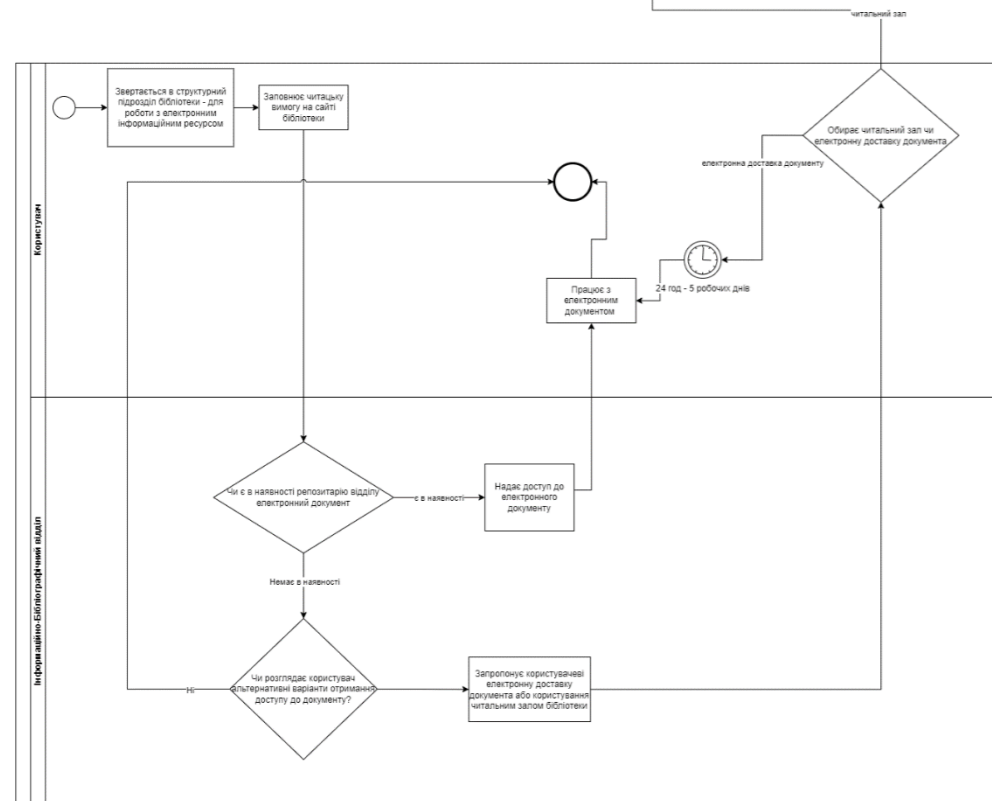 читальний зал
Звертається в структурний
підрозділ бібліотеки - для
роботи з електронним
інформаційним ресурсом
Заповнює читацьку
вимогу на сайті
бібліотеки
Обирає читальний зал чи
електронну доставку документа
електронна доставка документу
24 год - 5 робочих днів
Працює з
електронним
документом
Користувач
Чи є в наявності репозитарію відділу
електронний документ
є в наявності
Надає доступ до
електронного
документу
Немає в наявності
Чи розглядає користувач
альтернативні варіанти отримання
доступу до документу?
Ні
Запропонує користувачеві
електронну доставку
документа або користування
читальним залом бібліотеки
Інформаційно-Бібліографічний відділ